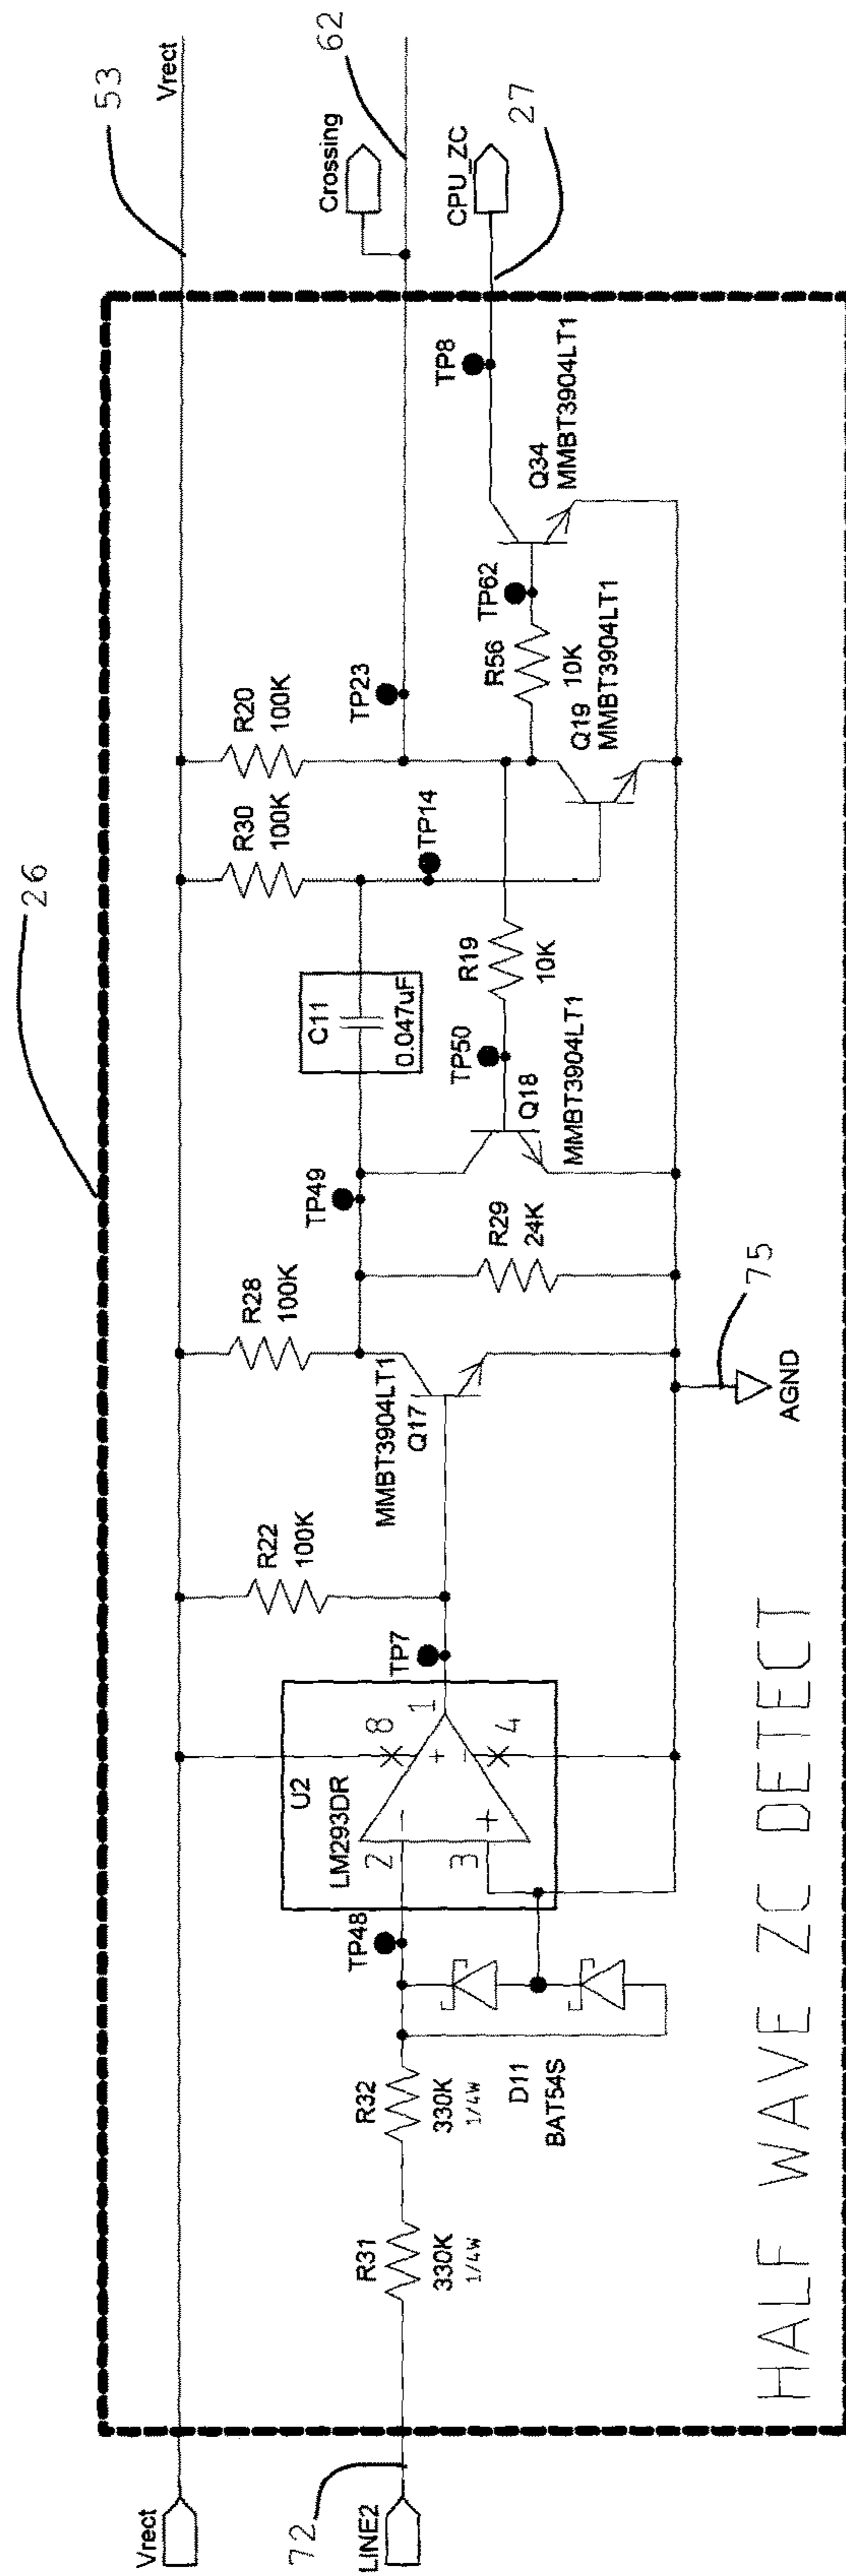 26
53
Vrect
62
Crossing
CPU_ZC
27
Vrect
72
LINE2
R31
330K
1/4W
R32
330K
1/4W
D11
BAT54S
TP48
U2
LM293DR
2
3
-
+
8
+
-
4
1
TP7
R22
100K
R28
100K
MMBT3904LT1
Q17
TP49
R29
24K
C11
0.047uF
TP50
Q18
MMBT3904LT1
R19
10K
R30
100K
TP14
R20
100K
TP23
R56
10K
Q19
MMBT3904LT1
TP62
Q34
MMBT3904LT1
TP8
75
AGND
HALF WAVE ZC DETECT